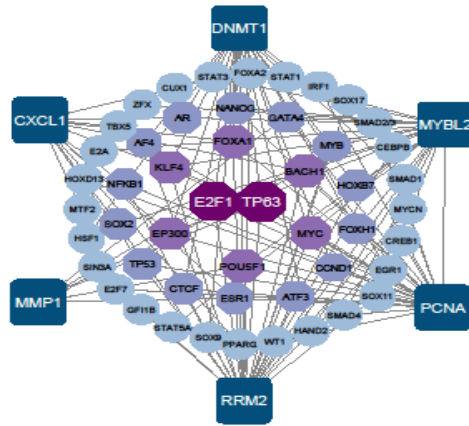 DNMT1
STAT3 FOXA2 STAT1
CUX1 IRF1
ZFX NANOG SOX17
CXCL1 TBX5 AR GATA4 SMAD2/3 MYBL2
E2A AF4 FOXA1 MYB CEBPB
HOXD13 KLF4 BACH1 SMAD1
NFKB1 HOXB7
MTF2 E2F1 TP63 MYCN
SOX2 FOXH1
HSF1 EP300 MYC CREB1
SIN3A TP53 POU5F1 CCND1 EGR1
MMP1 E2F7 CTCF ESR1 ATF3 SOX11 PCNA
GFI1B SMAD4
STAT5A HAND2
SOX9 PPARG WT1
RRM2